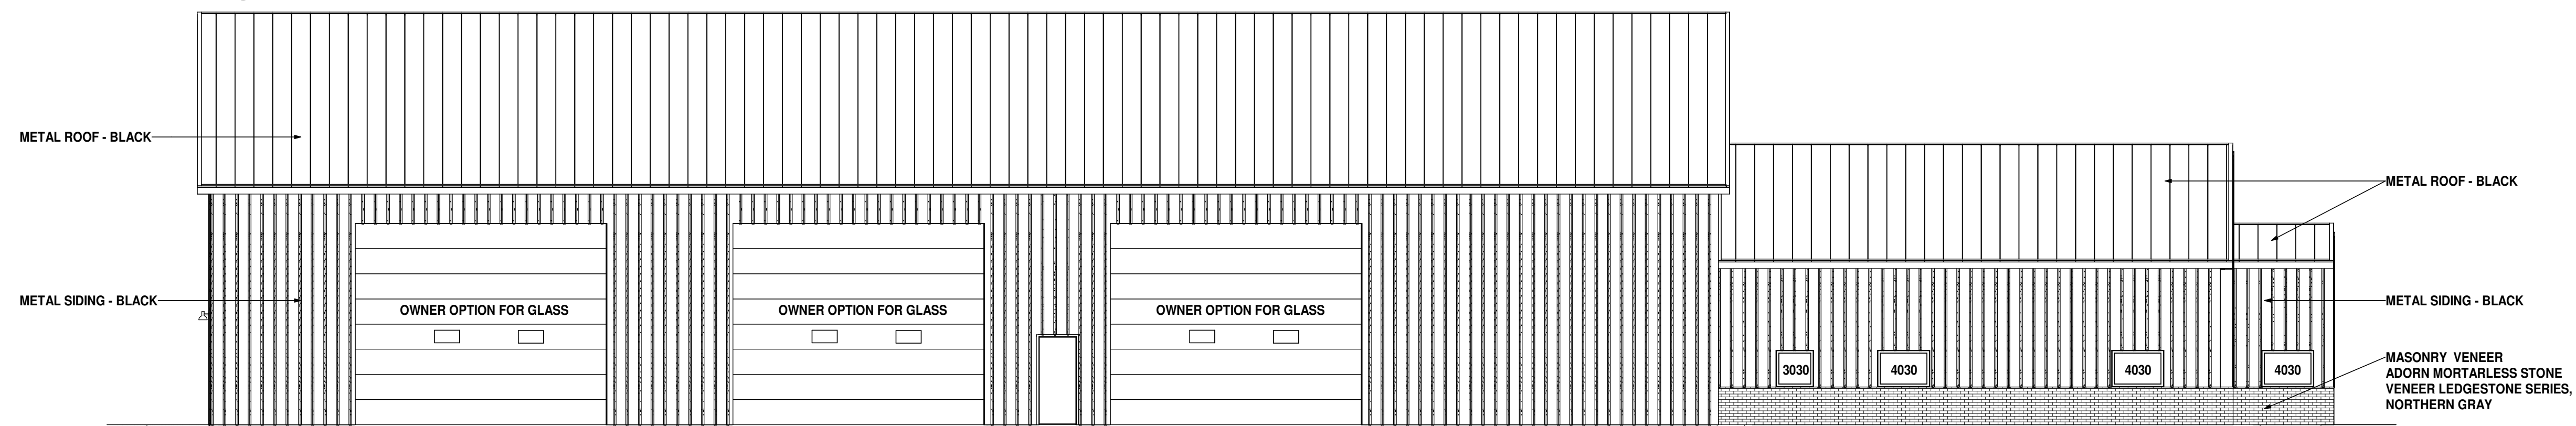 METAL ROOF - BLACK
METAL ROOF - BLACK
METAL SIDING - BLACK
METAL SIDING - BLACK
OWNER OPTION FOR GLASS
OWNER OPTION FOR GLASS
OWNER OPTION FOR GLASS
3030
4030
4030
4030
MASONRY VENEER
ADORN MORTARLESS STONE
VENEER LEDGESTONE SERIES,
NORTHERN GRAY